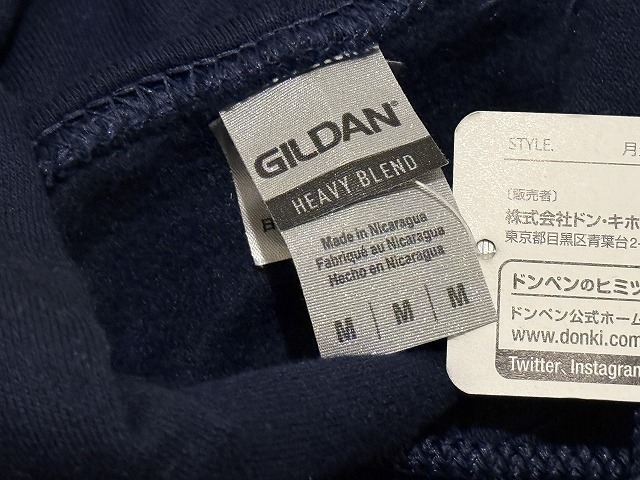 GILDAN
HEAVY BLEND
Made in Nicaragua
Fabriqué au Nicaragua
Hecho en Nicaragua
M | M | M
STYLE.
月
〔販売者〕
株式会社ドン・キホ
東京都目黒区青葉台2-
ドンペンのヒミツ
ドンペン公式ホーム
www.donki.com
Twitter、Instagram